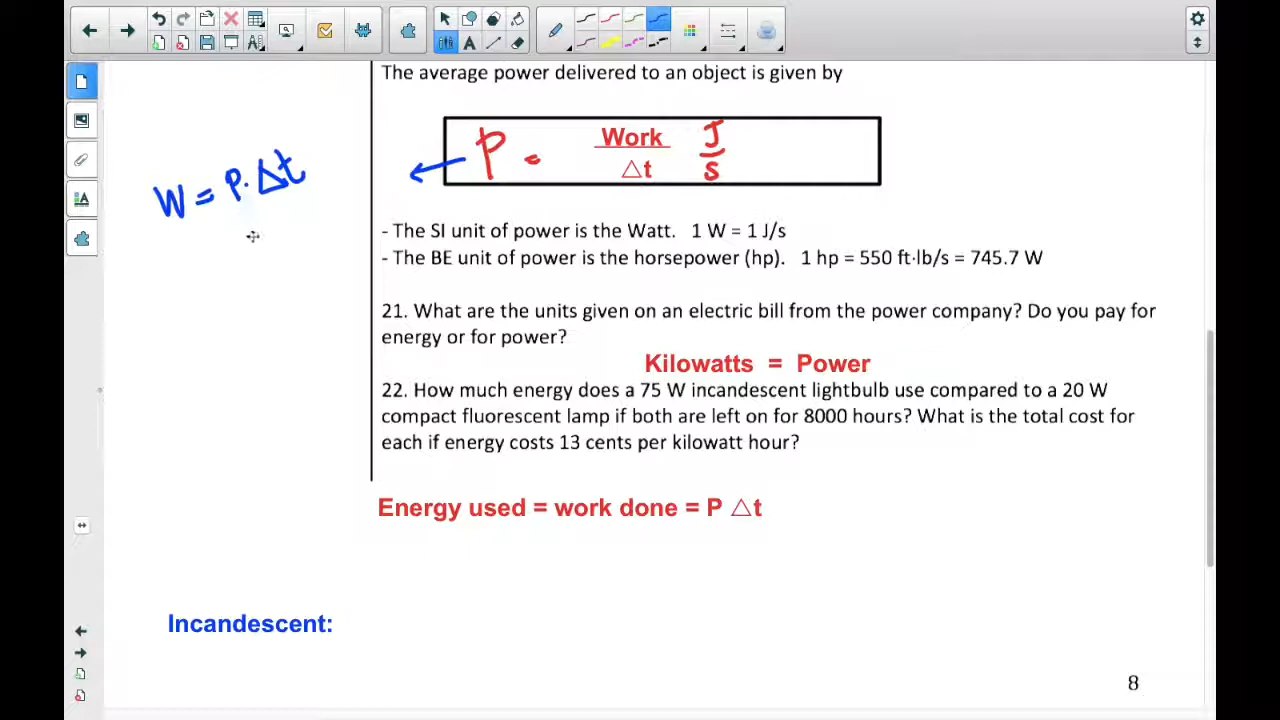 The average power delivered to an object is given by
P = Work J
△t s
W = P · Δt
- The SI unit of power is the Watt.   1 W = 1 J/s
- The BE unit of power is the horsepower (hp).   1 hp = 550 ft·lb/s = 745.7 W
21. What are the units given on an electric bill from the power company? Do you pay for
energy or for power?
Kilowatts = Power
22. How much energy does a 75 W incandescent lightbulb use compared to a 20 W
compact fluorescent lamp if both are left on for 8000 hours? What is the total cost for
each if energy costs 13 cents per kilowatt hour?
Energy used = work done = P △t
Incandescent:
8